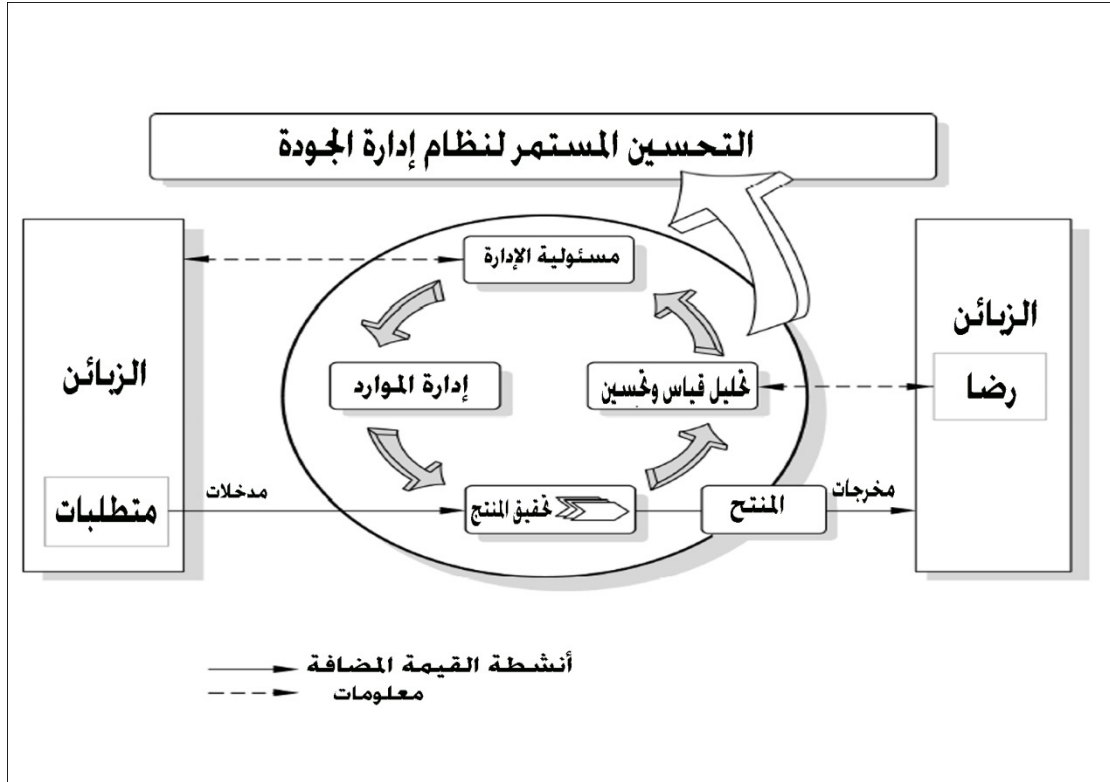 التحسين المستمر لنظام إدارة الجودة
مسئولية الإدارة
الزبائن
الزبائن
إدارة الموارد
تحليل قياس وتحسين
رضا
متطلبات
مدخلات
تحقيق المنتج
المنتج
مخرجات
أنشطة القيمة المضافة
معلومات